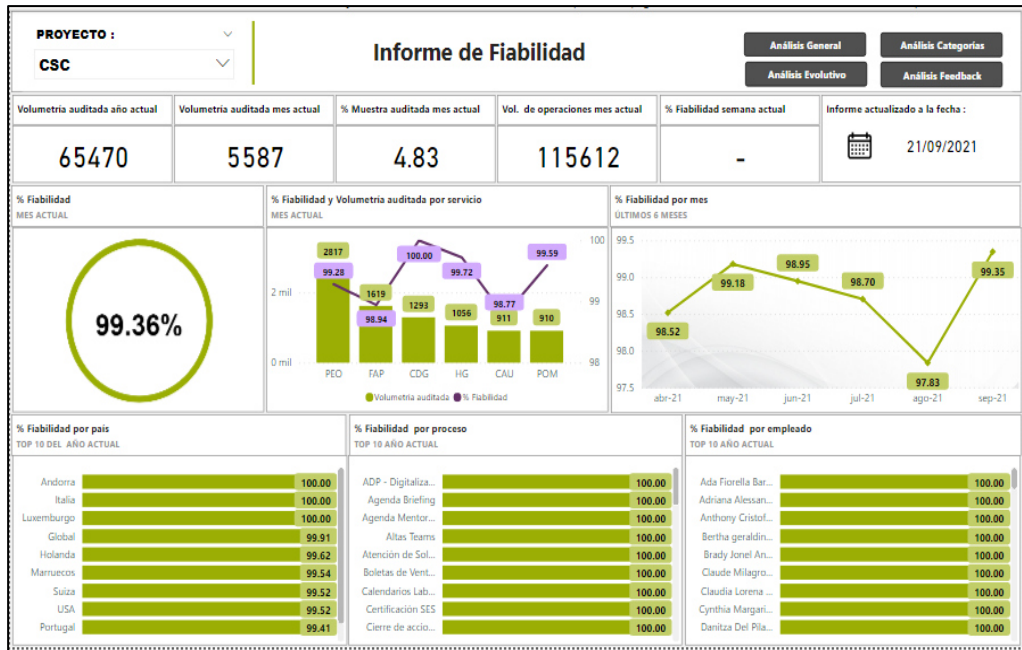 PROYECTO :
CSC
Informe de Fiabilidad
Análisis General
Análisis Categorias
Análisis Evolutivo
Análisis Feedback
Volumetría auditada año actual
65470
Volumetría auditada mes actual
5587
% Muestra auditada mes actual
4.83
Vol. de operaciones mes actual
115612
% Fiabilidad semana actual
-
Informe actualizado a la fecha :
21/09/2021
% Fiabilidad
MES ACTUAL
99.36%
% Fiabilidad y Volumetría auditada por servicio
MES ACTUAL
2 mil
0 mil
100
99
98
2817
1619
1293
1056
911
910
99.28
98.94
100.00
99.72
98.77
99.59
PEO
FAP
CDG
HG
CAU
POM
Volumetría auditada
% Fiabilidad
% Fiabilidad por mes
ÚLTIMOS 6 MESES
99.5
99.0
98.5
98.0
97.5
98.52
99.18
98.95
98.70
97.83
99.35
abr-21
may-21
jun-21
jul-21
ago-21
sep-21
% Fiabilidad por país
TOP 10 DEL AÑO ACTUAL
Andorra 100.00
Italia 100.00
Luxemburgo 100.00
Global 99.91
Holanda 99.62
Marruecos 99.54
Suiza 99.52
USA 99.52
Portugal 99.41
% Fiabilidad por proceso
TOP 10 AÑO ACTUAL
ADP - Digitaliza... 100.00
Agenda Briefing 100.00
Agenda Mentor... 100.00
Altas Teams 100.00
Atención de Sol... 100.00
Boletas de Vent... 100.00
Calendarios Lab... 100.00
Certificación SES 100.00
Cierre de accio... 100.00
% Fiabilidad por empleado
TOP 10 AÑO ACTUAL
Ada Fiorella Bar... 100.00
Adriana Alessan... 100.00
Anthony Cristof... 100.00
Bertha geraldin... 100.00
Brady Jonel An... 100.00
Claude Milagro... 100.00
Claudia Lorena ... 100.00
Cynthia Margari... 100.00
Danitza Del Pila... 100.00